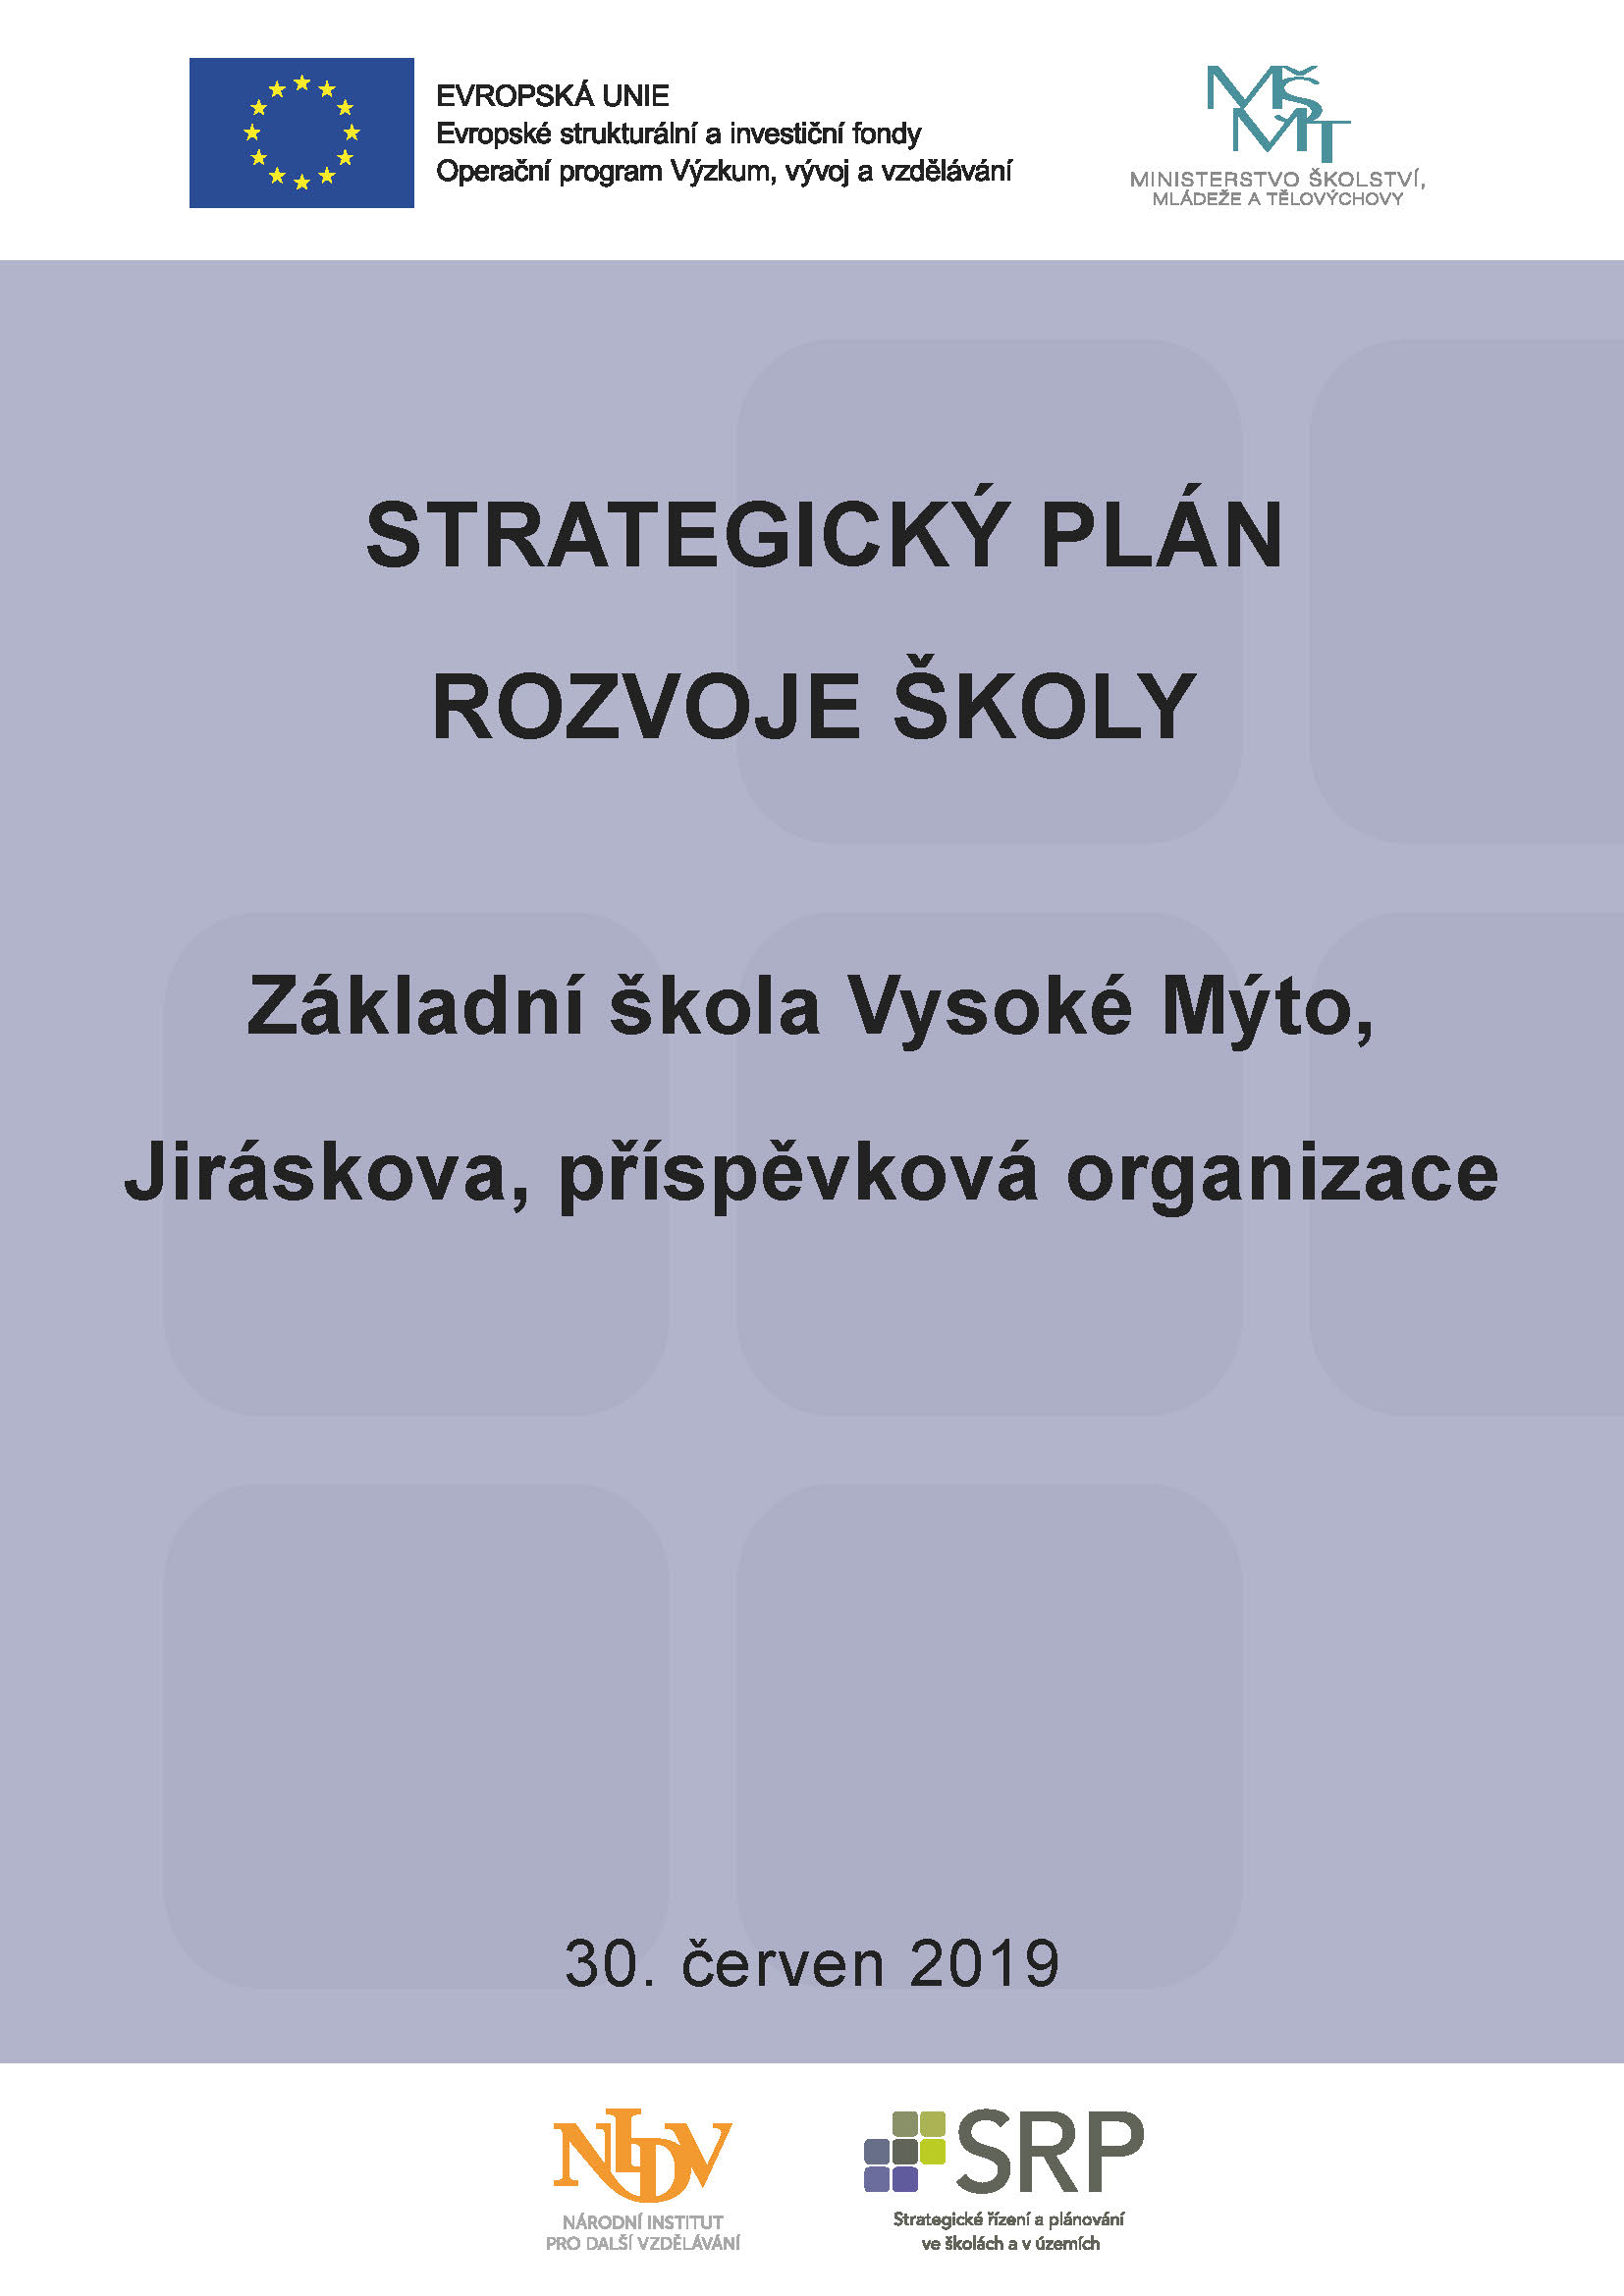 EVROPSKÁ UNIE
Evropské strukturální a investiční fondy
Operační program Výzkum, vývoj a vzdělávání
MŠMT
MINISTERSTVO ŠKOLSTVÍ,
MLÁDEŽE A TĚLOVÝCHOVY
STRATEGICKÝ PLÁN
ROZVOJE ŠKOLY
Základní škola Vysoké Mýto,
Jiráskova, příspěvková organizace
30. červen 2019
NIDV
NÁRODNÍ INSTITUT
PRO DALŠÍ VZDĚLÁVÁNÍ
SRP
Strategické řízení a plánování
ve školách a v územích